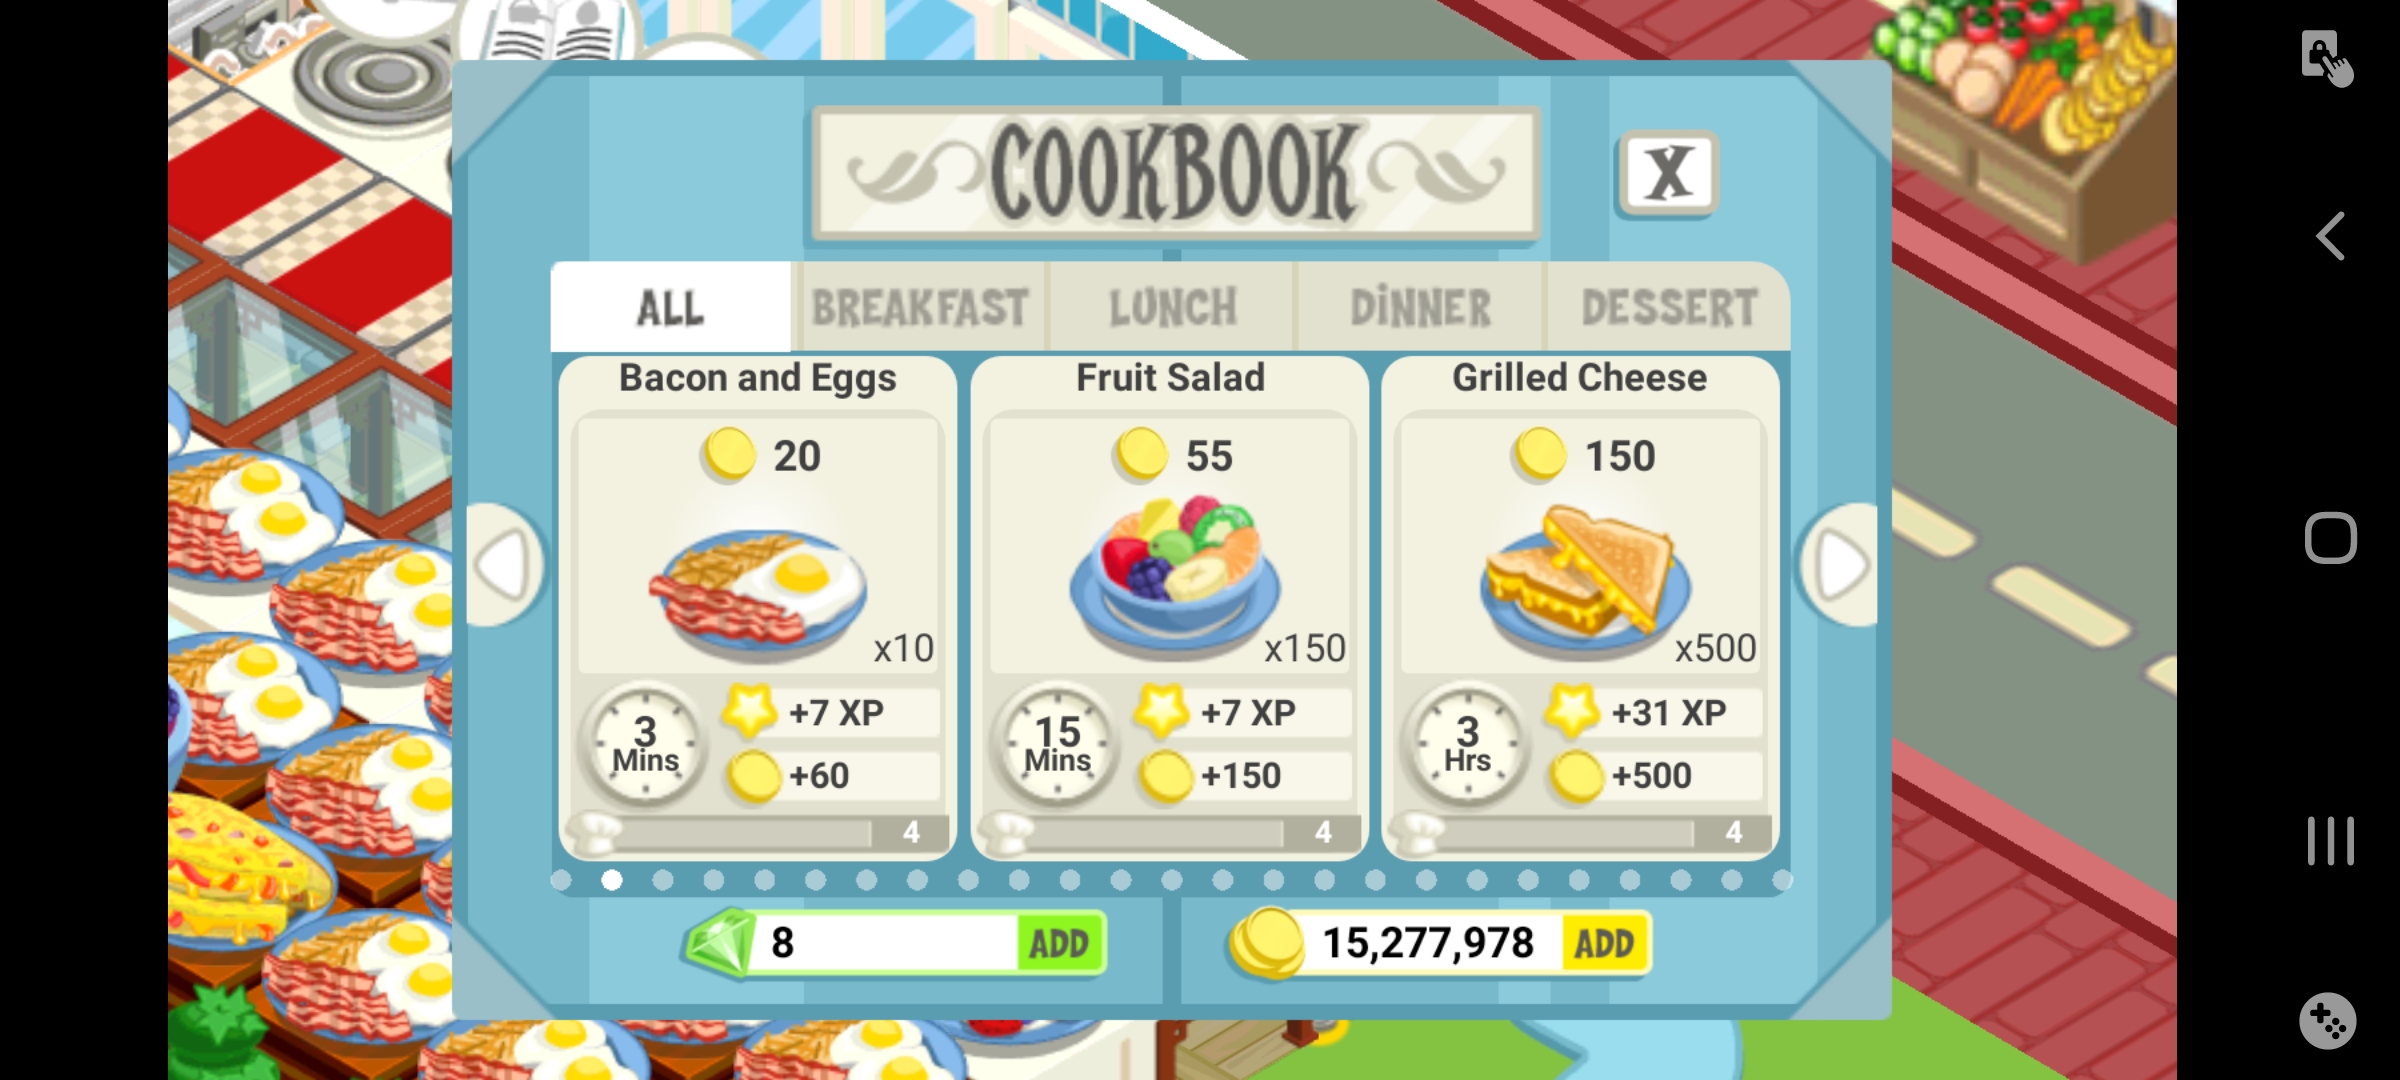 COOKBOOK
X
ALL BREAKFAST LUNCH DINNER DESSERT
Bacon and Eggs
20
x10
3
Mins
+7 XP
+60
4
Fruit Salad
55
x150
15
Mins
+7 XP
+150
4
Grilled Cheese
150
x500
3
Hrs
+31 XP
+500
4
8 ADD
15,277,978 ADD